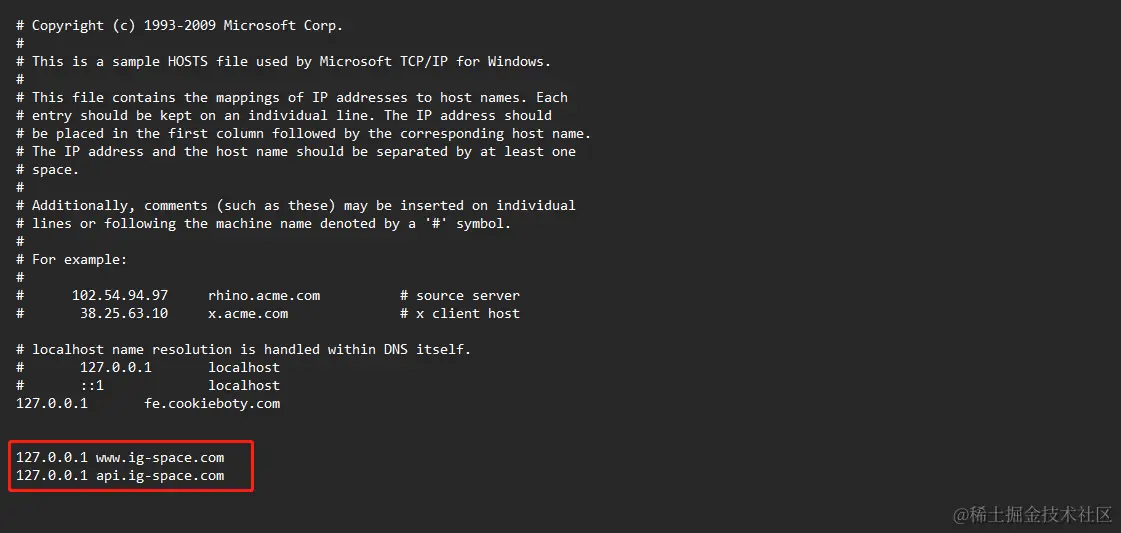 # Copyright (c) 1993-2009 Microsoft Corp.
#
# This is a sample HOSTS file used by Microsoft TCP/IP for Windows.
#
# This file contains the mappings of IP addresses to host names. Each
# entry should be kept on an individual line. The IP address should
# be placed in the first column followed by the corresponding host name.
# The IP address and the host name should be separated by at least one
# space.
#
# Additionally, comments (such as these) may be inserted on individual
# lines or following the machine name denoted by a '#' symbol.
#
# For example:
#
#      102.54.94.97     rhino.acme.com          # source server
#       38.25.63.10     x.acme.com              # x client host
# localhost name resolution is handled within DNS itself.
#       127.0.0.1       localhost
#       ::1             localhost
127.0.0.1       fe.cookieboty.com
127.0.0.1 www.ig-space.com
127.0.0.1 api.ig-space.com
@稀土掘金技术社区